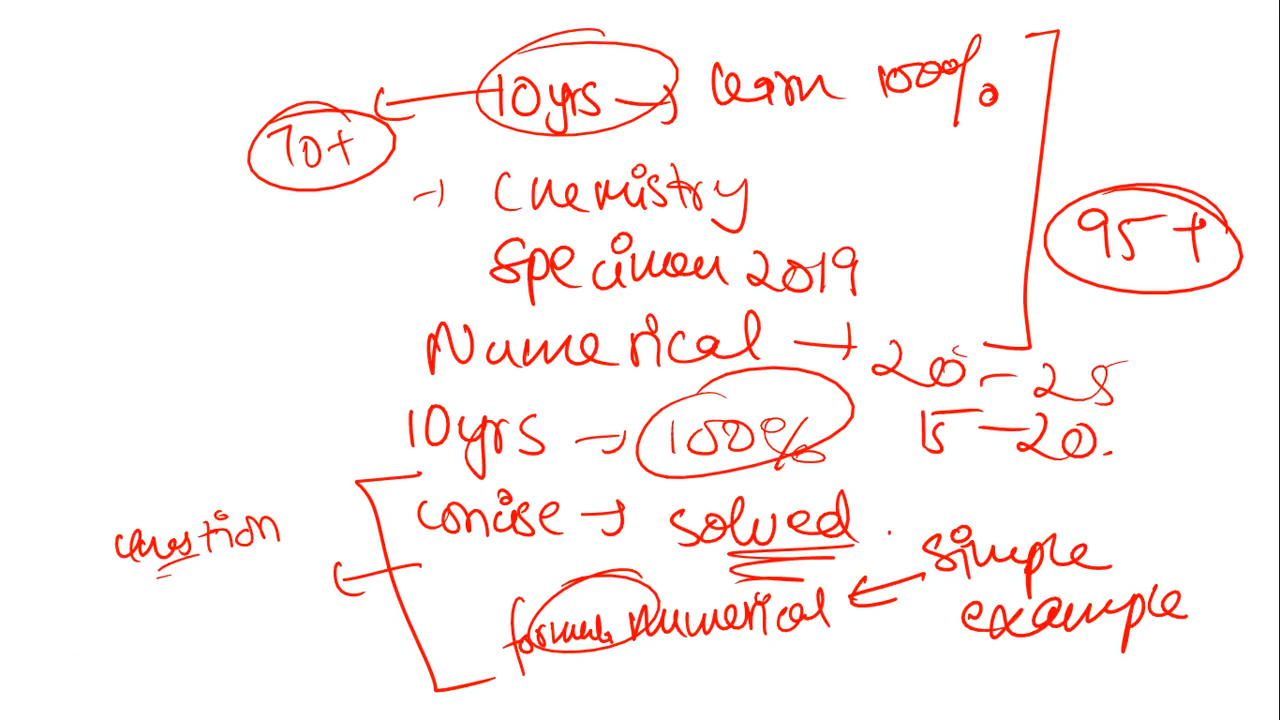 10yrs → learn 100%
70+
→ Chemistry
Specimen 2019
95+
Numerical → 20 - 25
10yrs → 100% 15 - 20.
concise → solved.
question
simple
formula numerical ←
example